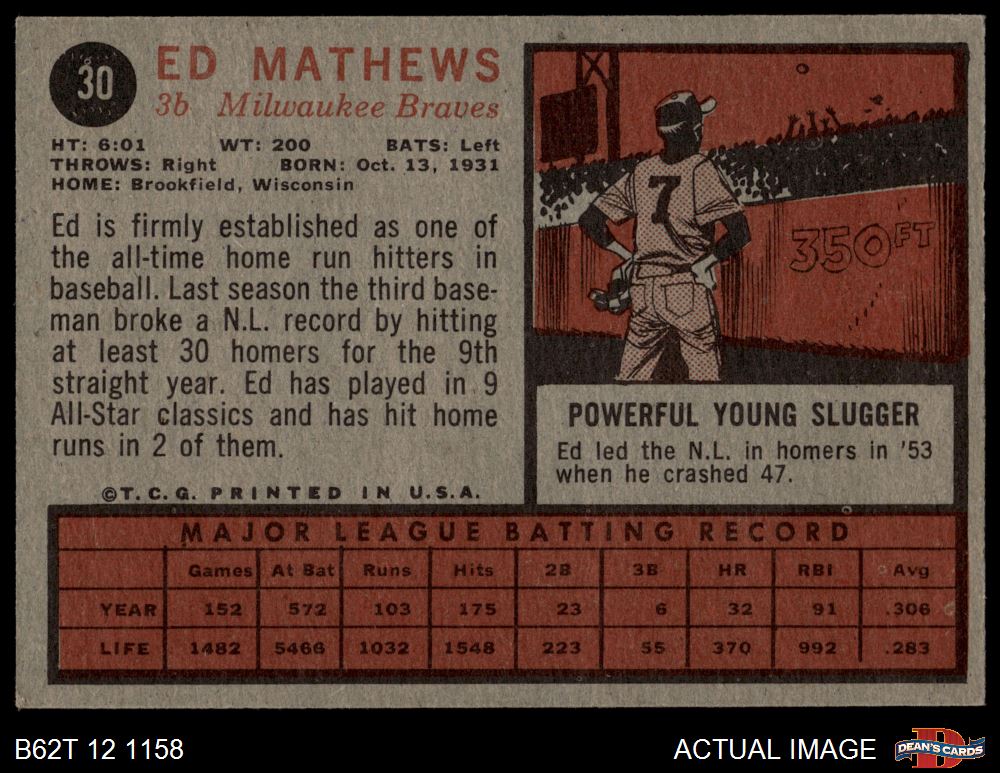 30
ED MATHEWS
3b Milwaukee Braves
HT: 6:01 WT: 200 BATS: Left
THROWS: Right BORN: Oct. 13, 1931
HOME: Brookfield, Wisconsin
Ed is firmly established as one of
the all-time home run hitters in
baseball. Last season the third base-
man broke a N.L. record by hitting
at least 30 homers for the 9th
straight year. Ed has played in 9
All-Star classics and has hit home
runs in 2 of them.
©T.C.G. PRINTED IN U.S.A.
7
350FT
POWERFUL YOUNG SLUGGER
Ed led the N.L. in homers in '53
when he crashed 47.
MAJOR LEAGUE BATTING RECORD
Games At Bat Runs Hits 2B 3B HR RBI Avg
YEAR 152 572 103 175 23 6 32 91 .306
LIFE 1482 5466 1032 1548 223 55 370 992 .283
B62T 12 1158
ACTUAL IMAGE
D
DEAN'S CARDS